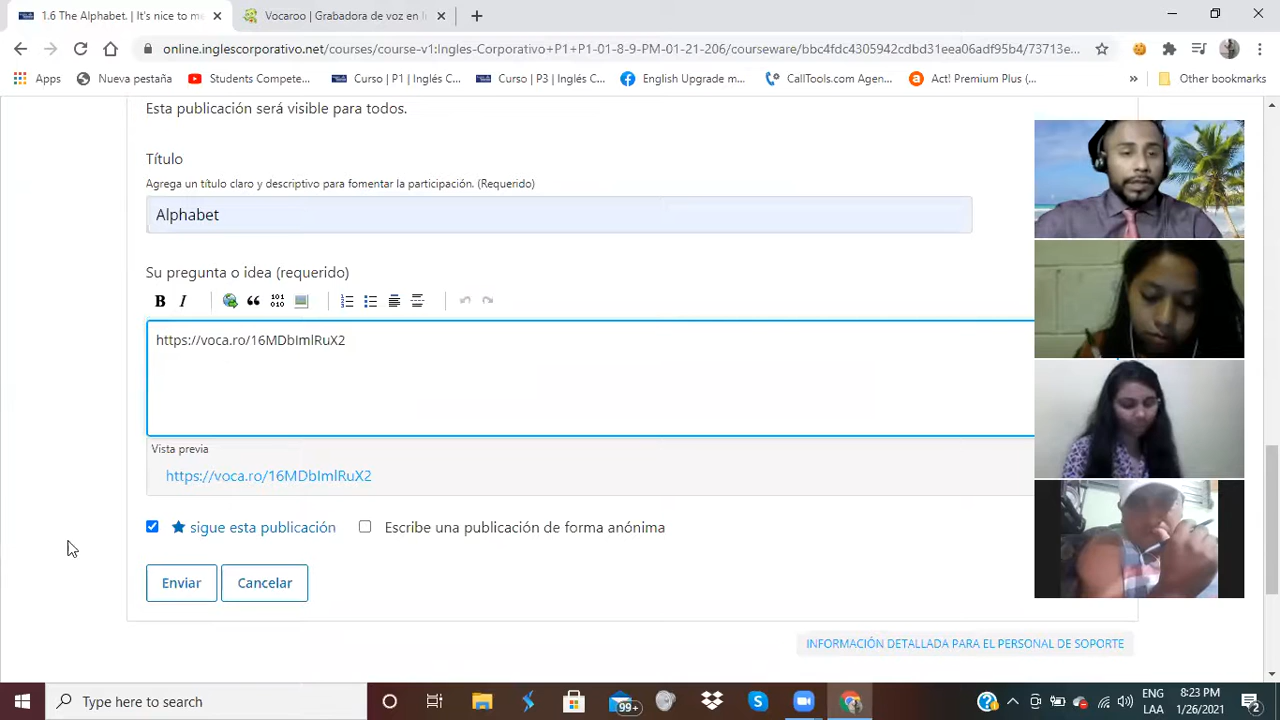 1.6 The Alphabet. | It's nice to m
Vocaroo | Grabadora de voz en l
online.inglescorporativo.net/courses/course-v1:Ingles-Corporativo+P1+P1-01-8-9-PM-01-21-206/courseware/bbc4fdc4305942cdbd31eea06adf95b4/73713e...
Apps
Nueva pestaña
Students Compete...
Curso | P1 | Inglés C...
Curso | P3 | Inglés C...
English Upgrade m...
CallTools.com Agen...
Act! Premium Plus (...
»
Other bookmarks
Esta publicación será visible para todos.
Título
Agrega un título claro y descriptivo para fomentar la participación. (Requerido)
Alphabet
Su pregunta o idea (requerido)
B I
https://voca.ro/16MDbImlRuX2
Vista previa
https://voca.ro/16MDbImlRuX2
sigue esta publicación
Escribe una publicación de forma anónima
Enviar
Cancelar
INFORMACIÓN DETALLADA PARA EL PERSONAL DE SOPORTE
Type here to search
99+
ENG
LAA
8:23 PM
1/26/2021
2